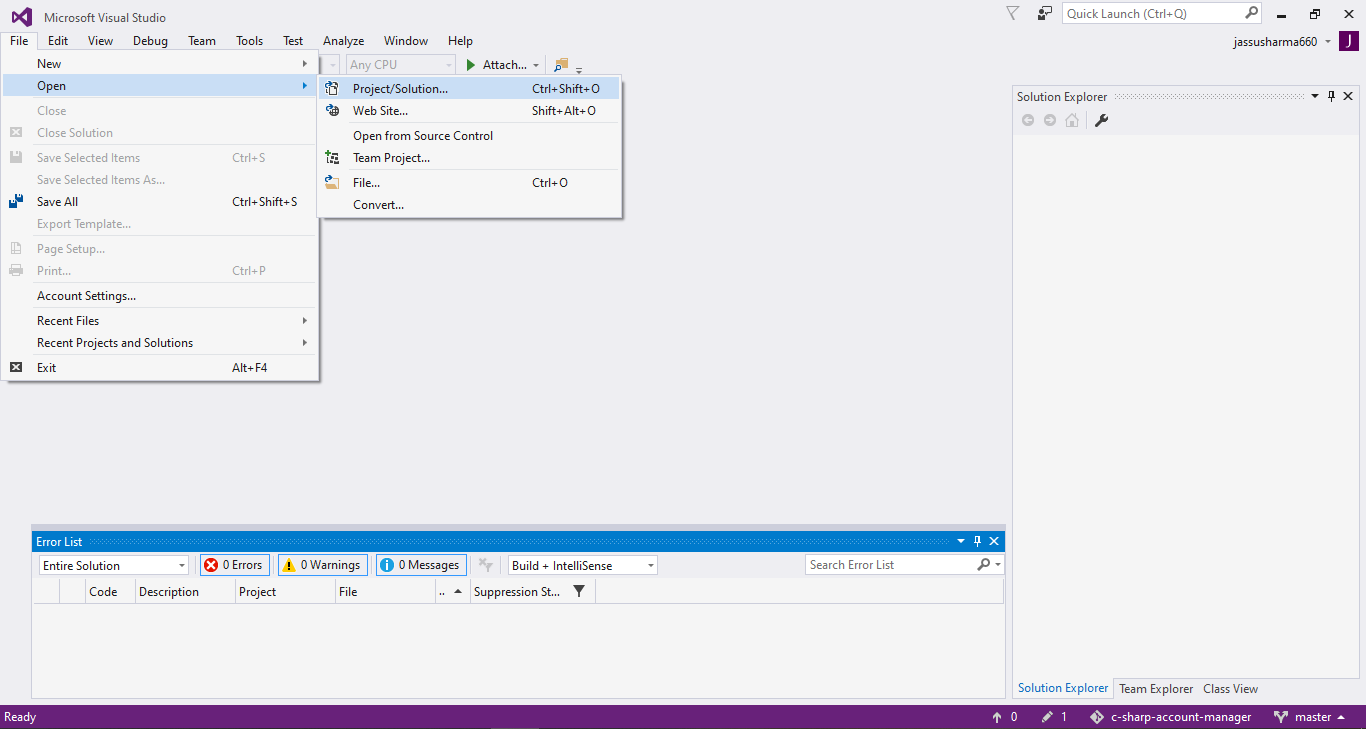 Microsoft Visual Studio
Quick Launch (Ctrl+Q)
File Edit View Debug Team Tools Test Analyze Window Help
jassusharma660 J
Any CPU Attach...
New
Open
Close
Close Solution
Save Selected Items Ctrl+S
Save Selected Items As...
Save All Ctrl+Shift+S
Export Template...
Page Setup...
Print... Ctrl+P
Account Settings...
Recent Files
Recent Projects and Solutions
Exit Alt+F4
Project/Solution... Ctrl+Shift+O
Web Site... Shift+Alt+O
Open from Source Control
Team Project...
File... Ctrl+O
Convert...
Solution Explorer
Error List
Entire Solution 0 Errors 0 Warnings 0 Messages Build + IntelliSense Search Error List
Code Description Project File .. Suppression St...
Solution Explorer Team Explorer Class View
Ready 0 1 c-sharp-account-manager master